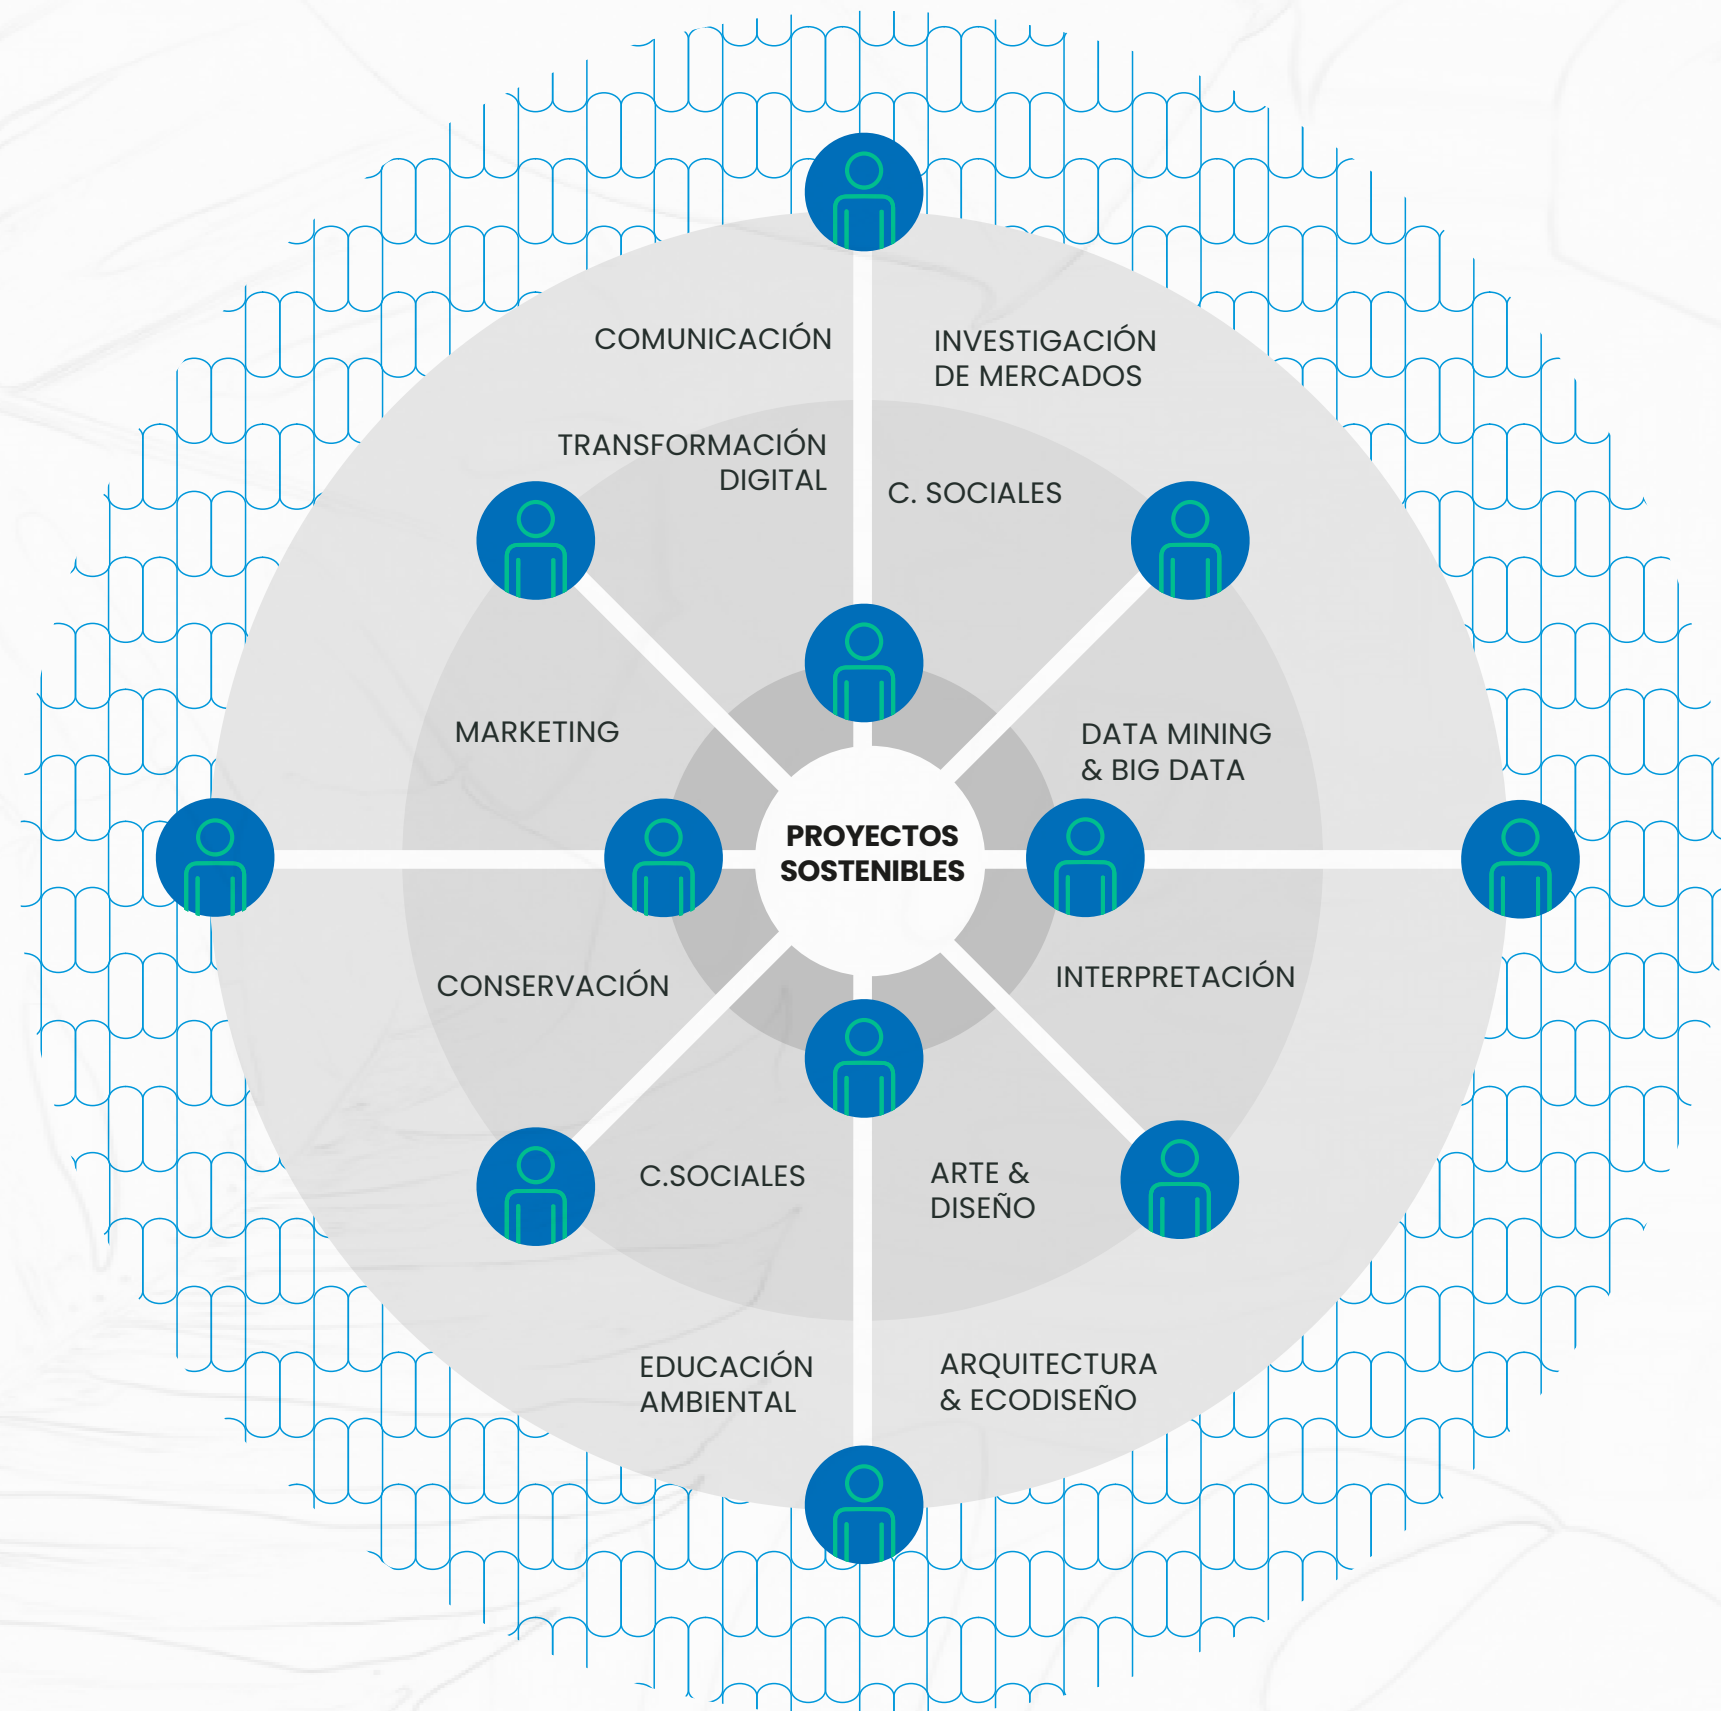 COMUNICACIÓN
INVESTIGACIÓN
DE MERCADOS
TRANSFORMACIÓN
DIGITAL
C. SOCIALES
MARKETING
DATA MINING
& BIG DATA
PROYECTOS
SOSTENIBLES
CONSERVACIÓN
INTERPRETACIÓN
C.SOCIALES
ARTE &
DISEÑO
EDUCACIÓN
AMBIENTAL
ARQUITECTURA
& ECODISEÑO